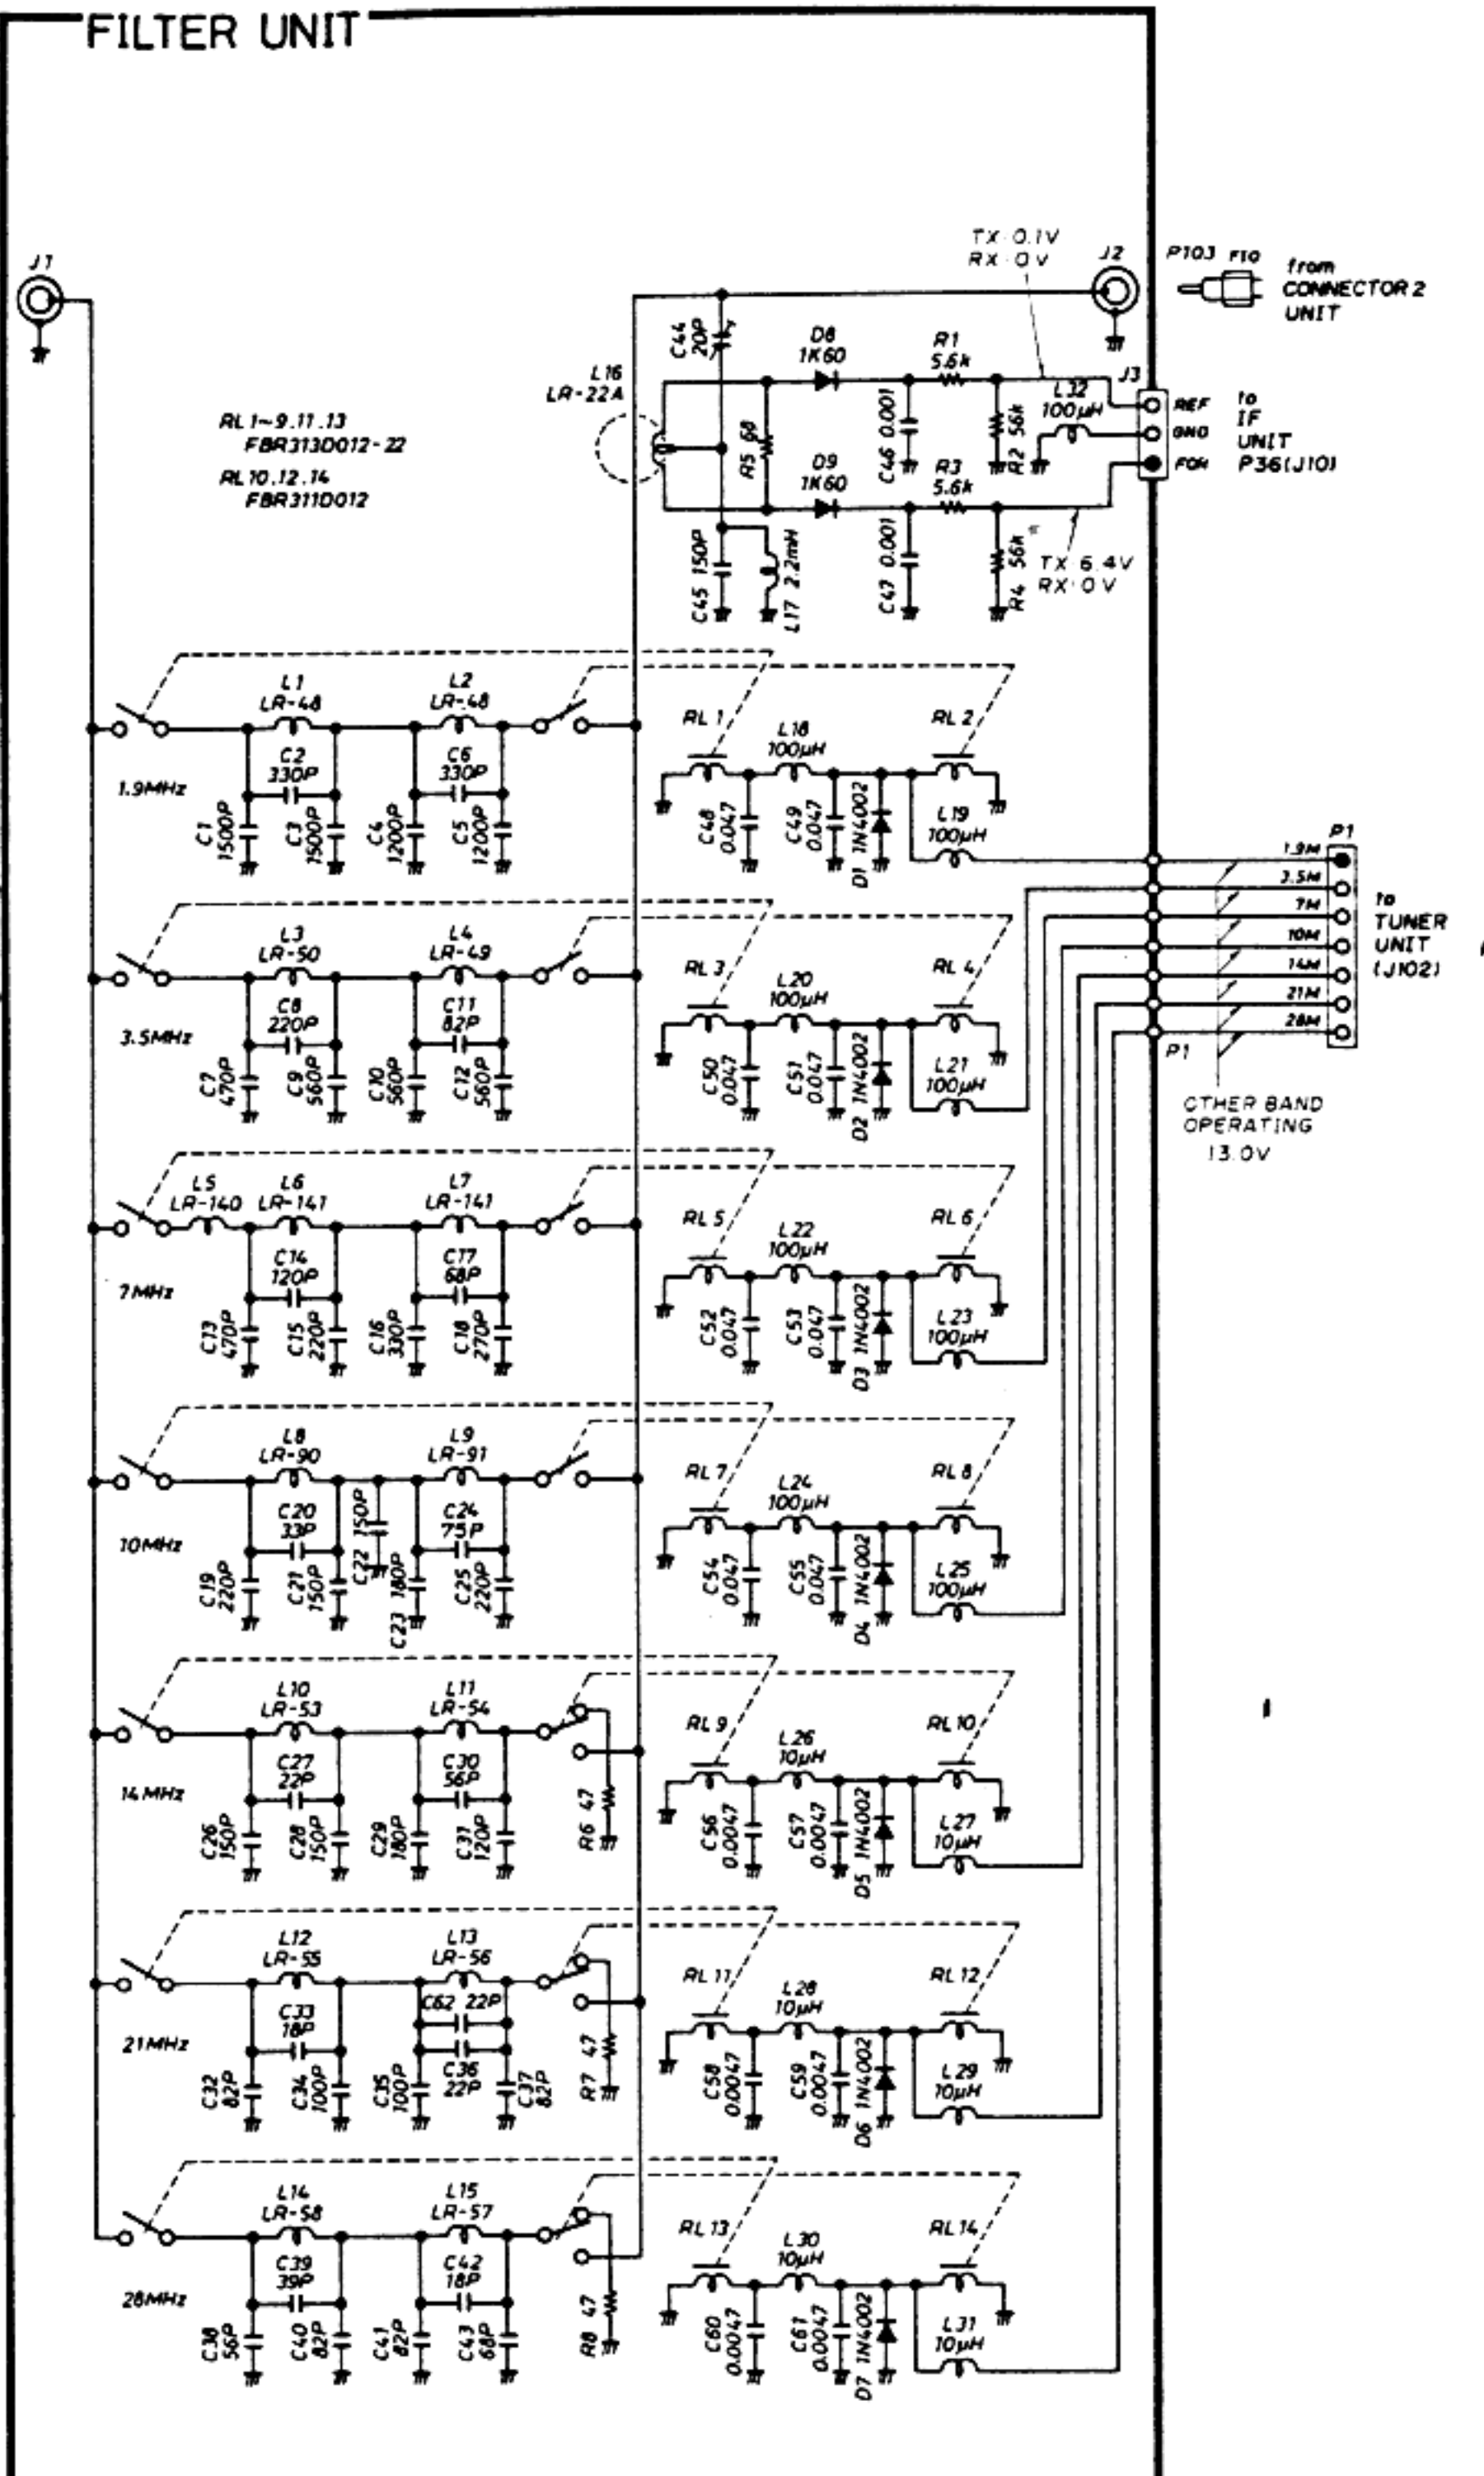 FILTER UNIT
J1
TX:0.1V
RX:0V
J2
P103 F10
from
CONNECTOR 2
UNIT
C44
20P
D8
1K60
R1
5.6k
J3
L16
LR-22A
L32
100μH
REF
GND
FOR
to
IF
UNIT
P36(J10)
RL1~9.11.13
FBR313D012-22
RL10.12.14
FBR311D012
R5 68
C46 0.001
R2 56k
D9
1K60
R3
5.6k
C45 150P
L17 2.2mH
C47 0.001
R4 56k
TX:6.4V
RX:0V
L1
LR-48
L2
LR-48
C2
330P
C6
330P
1.9MHz
C1
1500P
C3
1500P
C4
1200P
C5
1200P
RL1
L18
100μH
RL2
C48
0.047
C49
0.047
D1 1N4002
L19
100μH
P1
1.9M
3.5M
7M
10M
14M
21M
28M
to
TUNER
UNIT
(J102)
P1
OTHER BAND
OPERATING
13.0V
L3
LR-50
L4
LR-49
C8
220P
C11
82P
3.5MHz
C7
470P
C9
560P
C10
560P
C12
560P
RL3
L20
100μH
RL4
C50
0.047
C51
0.047
D2 1N4002
L21
100μH
L5
LR-140
L6
LR-141
L7
LR-141
C14
120P
C17
68P
7MHz
C13
470P
C15
220P
C16
330P
C18
270P
RL5
L22
100μH
RL6
C52
0.047
C53
0.047
D3 1N4002
L23
100μH
L8
LR-90
L9
LR-91
C20
33P
C22 150P
C24
75P
10MHz
C19
220P
C21
150P
C23 180P
C25
220P
RL7
L24
100μH
RL8
C54
0.047
C55
0.047
D4 1N4002
L25
100μH
L10
LR-53
L11
LR-54
C27
22P
C30
56P
14MHz
C26
150P
C28
150P
C29
180P
C31
120P
R6 47
RL9
L26
10μH
RL10
C56
0.0047
C57
0.0047
D5 1N4002
L27
10μH
L12
LR-55
L13
LR-56
C33
18P
C62 22P
C36
22P
21MHz
C32
82P
C34
100P
C35
100P
C37
82P
R7 47
RL11
L28
10μH
RL12
C58
0.0047
C59
0.0047
D6 1N4002
L29
10μH
L14
LR-58
L15
LR-57
C39
39P
C42
18P
28MHz
C38
56P
C40
82P
C41
82P
C43
68P
R8 47
RL13
L30
10μH
RL14
C60
0.0047
C61
0.0047
D7 1N4002
L31
10μH